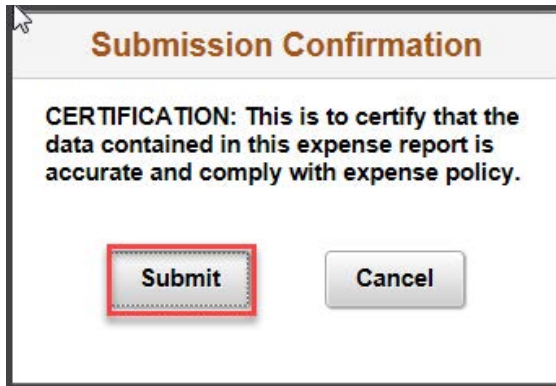 Submission Confirmation
CERTIFICATION: This is to certify that the
data contained in this expense report is
accurate and comply with expense policy.
Submit
Cancel